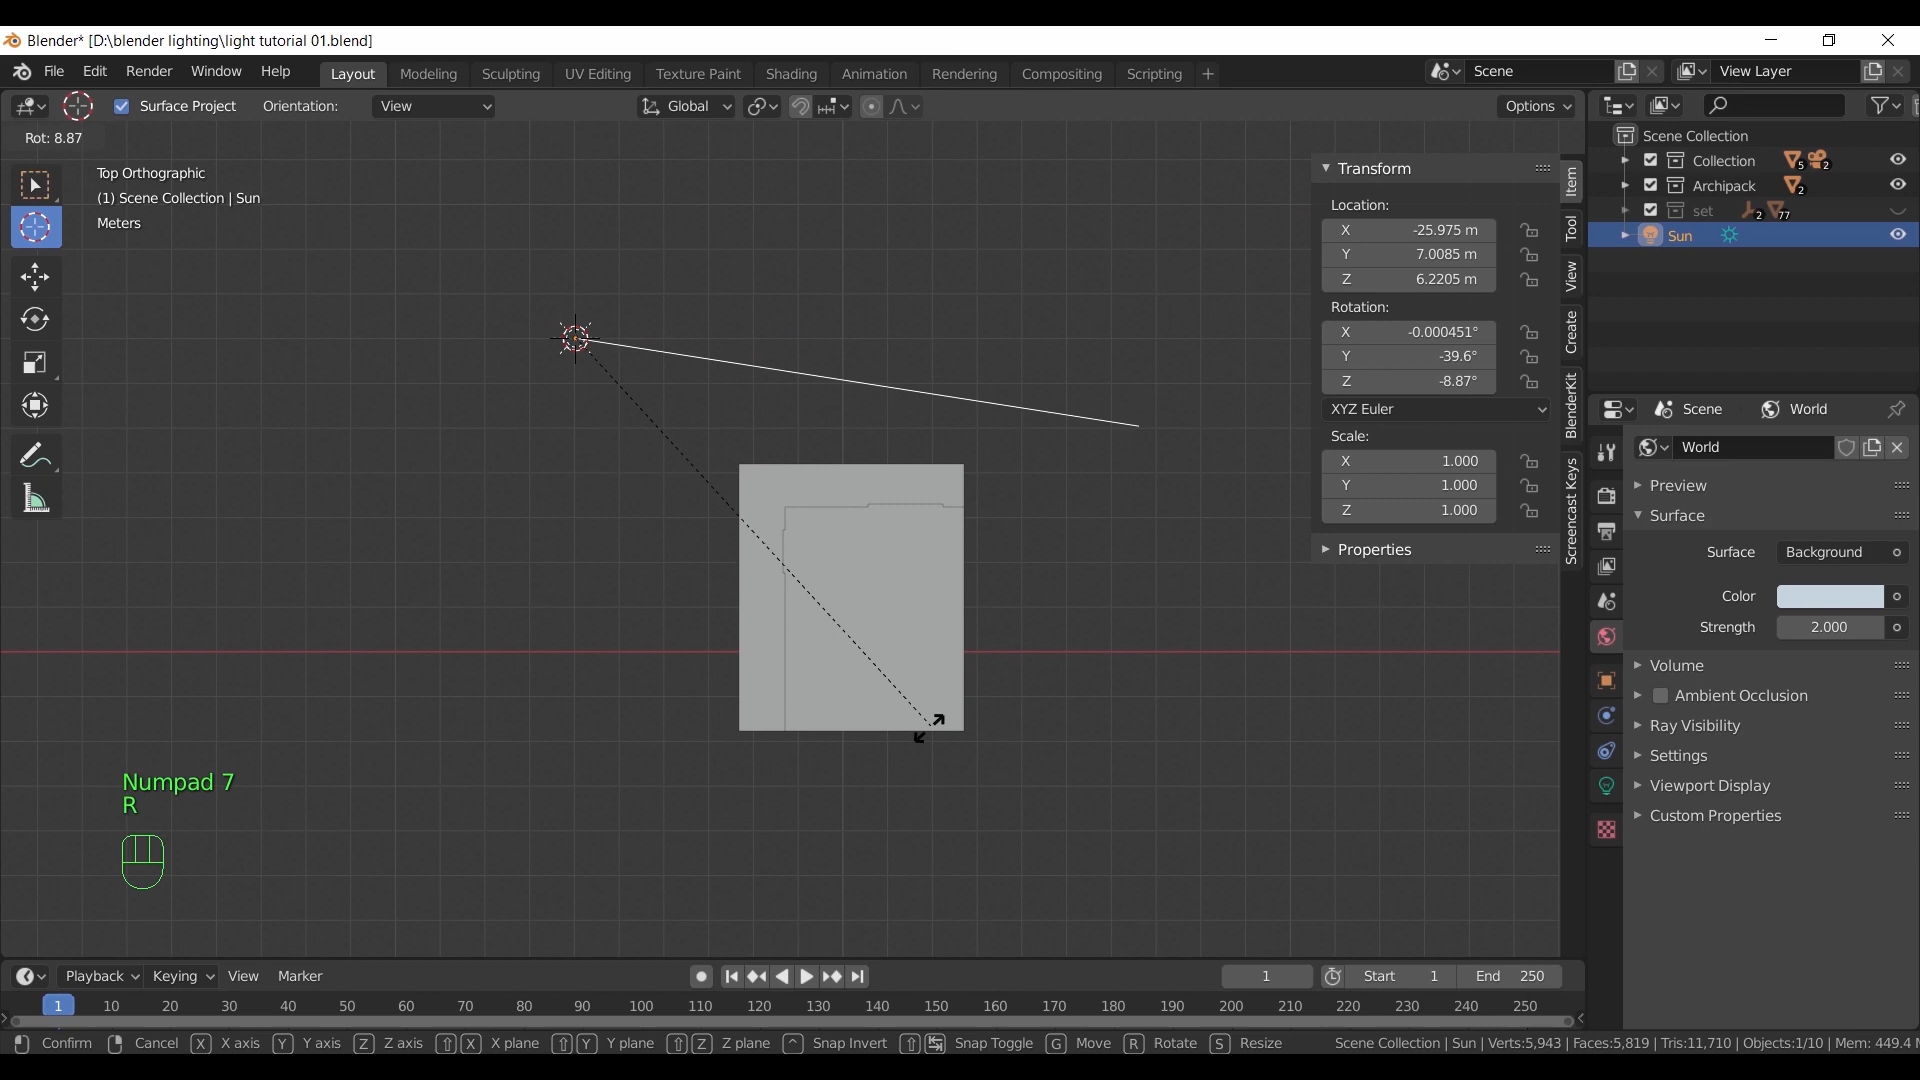 Blender* [D:\blender lighting\light tutorial 01.blend]
File Edit Render Window Help Layout Modeling Sculpting UV Editing Texture Paint Shading Animation Rendering Compositing Scripting + Scene View Layer
Surface Project Orientation: View Global Options
Rot: 8.87
Top Orthographic
(1) Scene Collection | Sun
Meters
Transform
Location:
X -25.975 m
Y 7.0085 m
Z 6.2205 m
Rotation:
X -0.000451°
Y -39.6°
Z -8.87°
XYZ Euler
Scale:
X 1.000
Y 1.000
Z 1.000
Properties
Item
Tool
View
Create
BlenderKit
Screencast Keys
Scene Collection
Collection 5 2
Archipack 2
set 2 77
Sun
Scene World
World
Preview
Surface
Surface Background
Color
Strength 2.000
Volume
Ambient Occlusion
Ray Visibility
Settings
Viewport Display
Custom Properties
Numpad 7
R
Playback Keying View Marker 1 Start 1 End 250
1 10 20 30 40 50 60 70 80 90 100 110 120 130 140 150 160 170 180 190 200 210 220 230 240 250
Confirm Cancel X X axis Y Y axis Z Z axis X X plane Y Y plane Z Z plane ^ Snap Invert Snap Toggle G Move R Rotate S Resize Scene Collection | Sun | Verts:5,943 | Faces:5,819 | Tris:11,710 | Objects:1/10 | Mem: 449.4